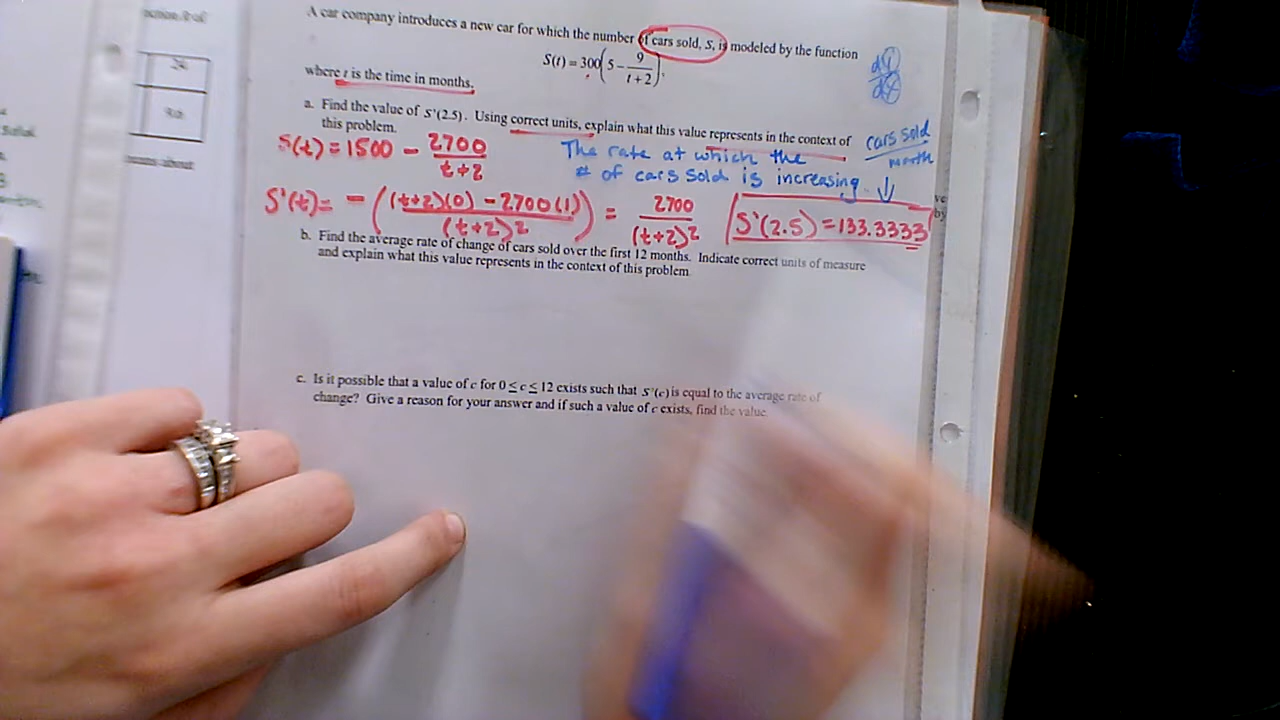 A car company introduces a new car for which the number of cars sold, S, is modeled by the function
S(t) = 300(5 - 9/(t+2)),
where t is the time in months.
a. Find the value of S'(2.5). Using correct units, explain what this value represents in the context of
this problem.
S(t) = 1500 - 2700/(t+2)
The rate at which the
# of cars sold is increasing.
cars sold
month
S'(t) = -(((t+2)(0) - 2700(1))/(t+2)²) = 2700/(t+2)²
S'(2.5) = 133.3333
b. Find the average rate of change of cars sold over the first 12 months. Indicate correct units of measure
and explain what this value represents in the context of this problem.
c. Is it possible that a value of c for 0 ≤ c ≤ 12 exists such that S'(c) is equal to the average rate of
change? Give a reason for your answer and if such a value of c exists, find the value.